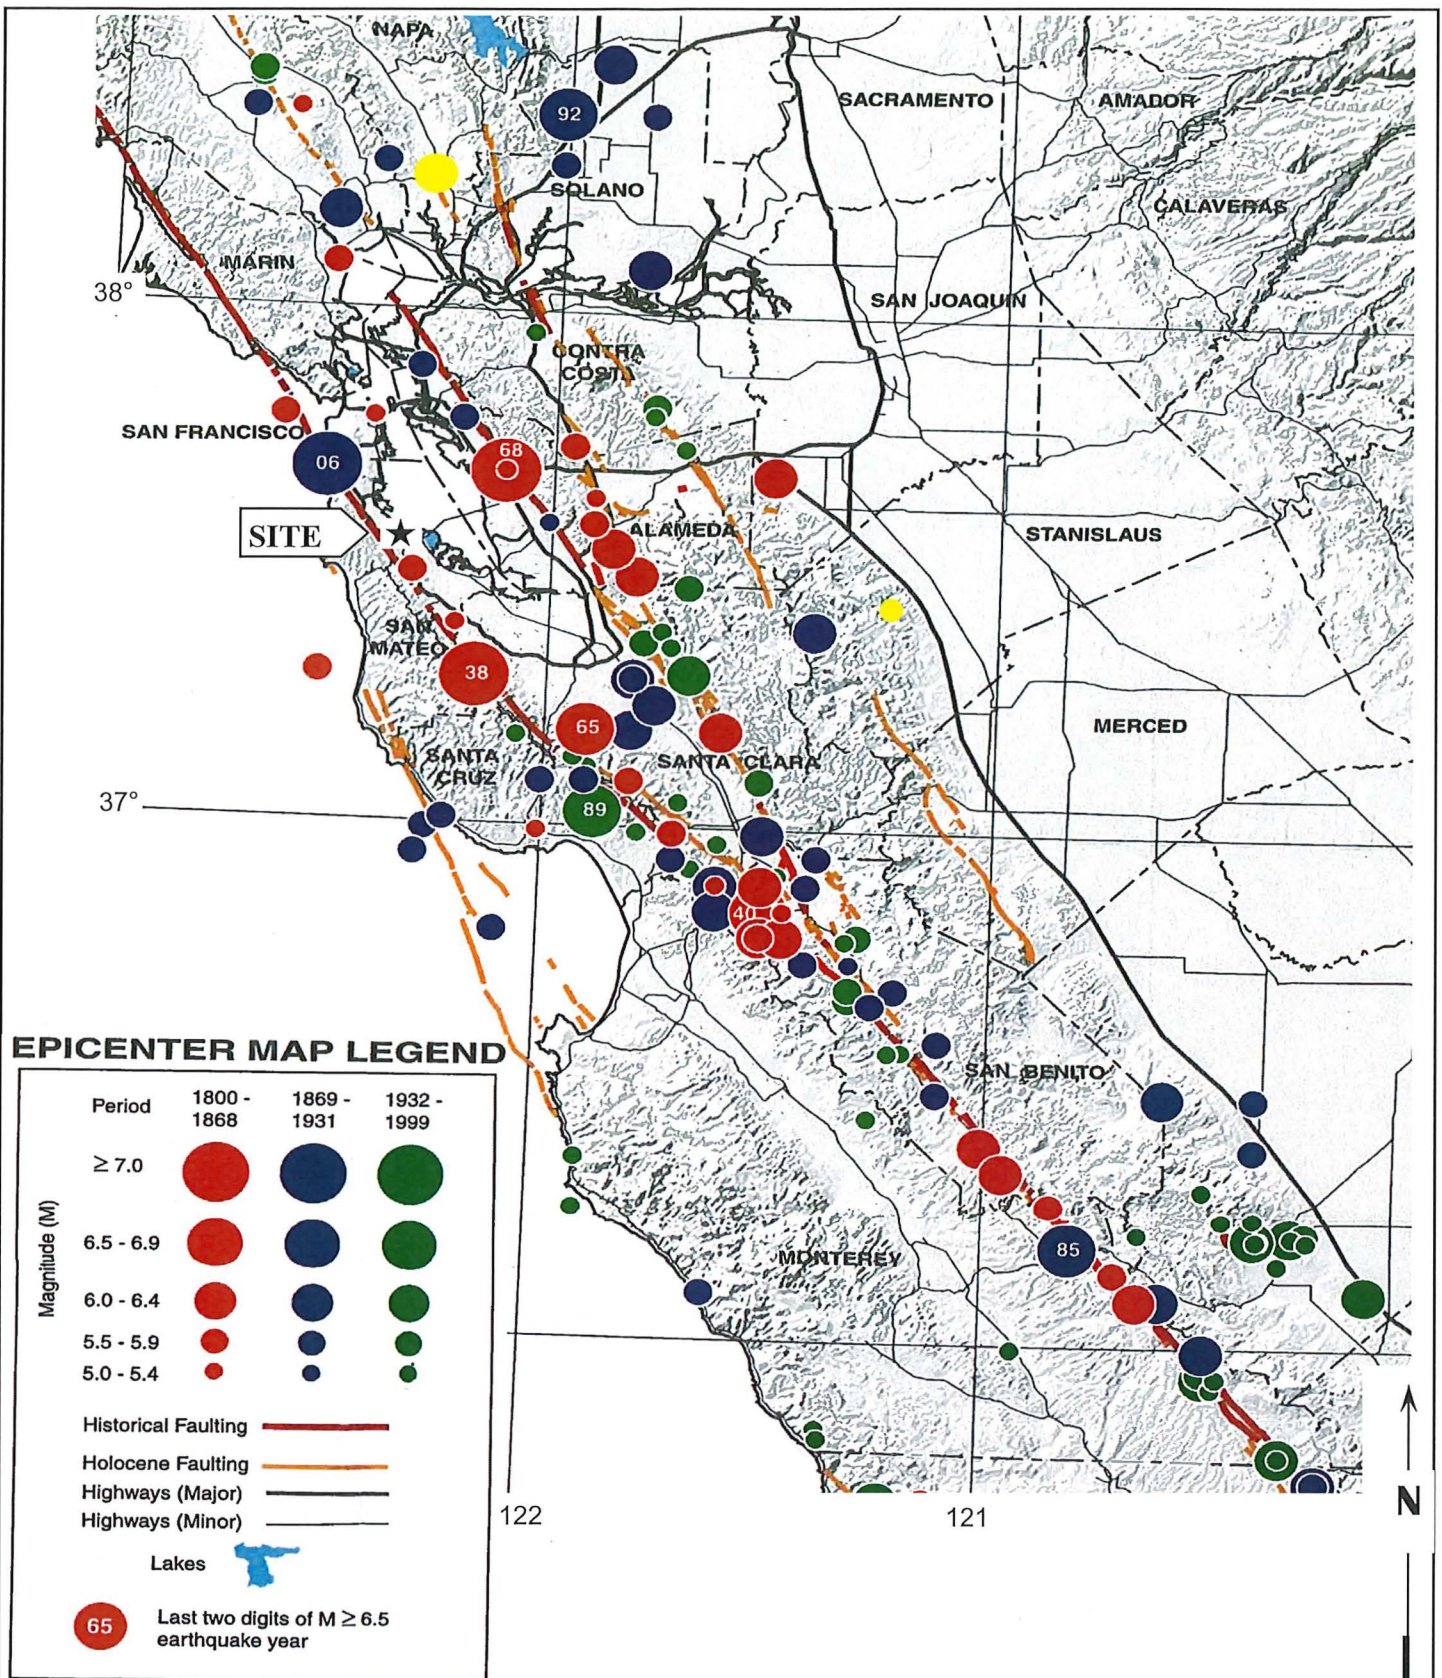 NAPA
92
SACRAMENTO
AMADOR
SOLANO
CALAVERAS
MARIN
38°
SAN JOAQUIN
CONTRA
COSTA
SAN FRANCISCO
06
68
SITE
ALAMEDA
STANISLAUS
SAN
MATEO
38
65
MERCED
SANTA
CRUZ
SANTA CLARA
37°
89
40
SAN BENITO
85
MONTEREY
122
121
N
EPICENTER MAP LEGEND
Period
1800 -
1868
1869 -
1931
1932 -
1999
Magnitude (M)
≥ 7.0
6.5 - 6.9
6.0 - 6.4
5.5 - 5.9
5.0 - 5.4
Historical Faulting
Holocene Faulting
Highways (Major)
Highways (Minor)
Lakes
65
Last two digits of M ≥ 6.5
earthquake year